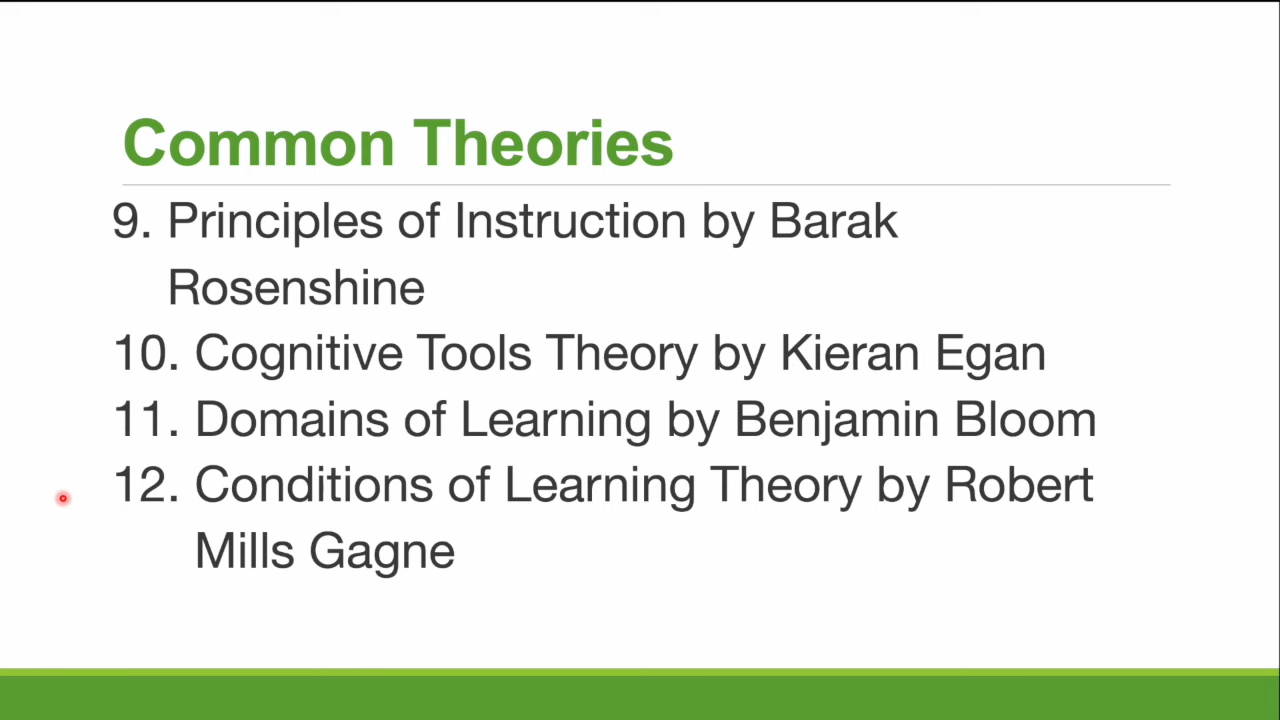 Common Theories
9. Principles of Instruction by Barak
Rosenshine
10. Cognitive Tools Theory by Kieran Egan
11. Domains of Learning by Benjamin Bloom
12. Conditions of Learning Theory by Robert
Mills Gagne